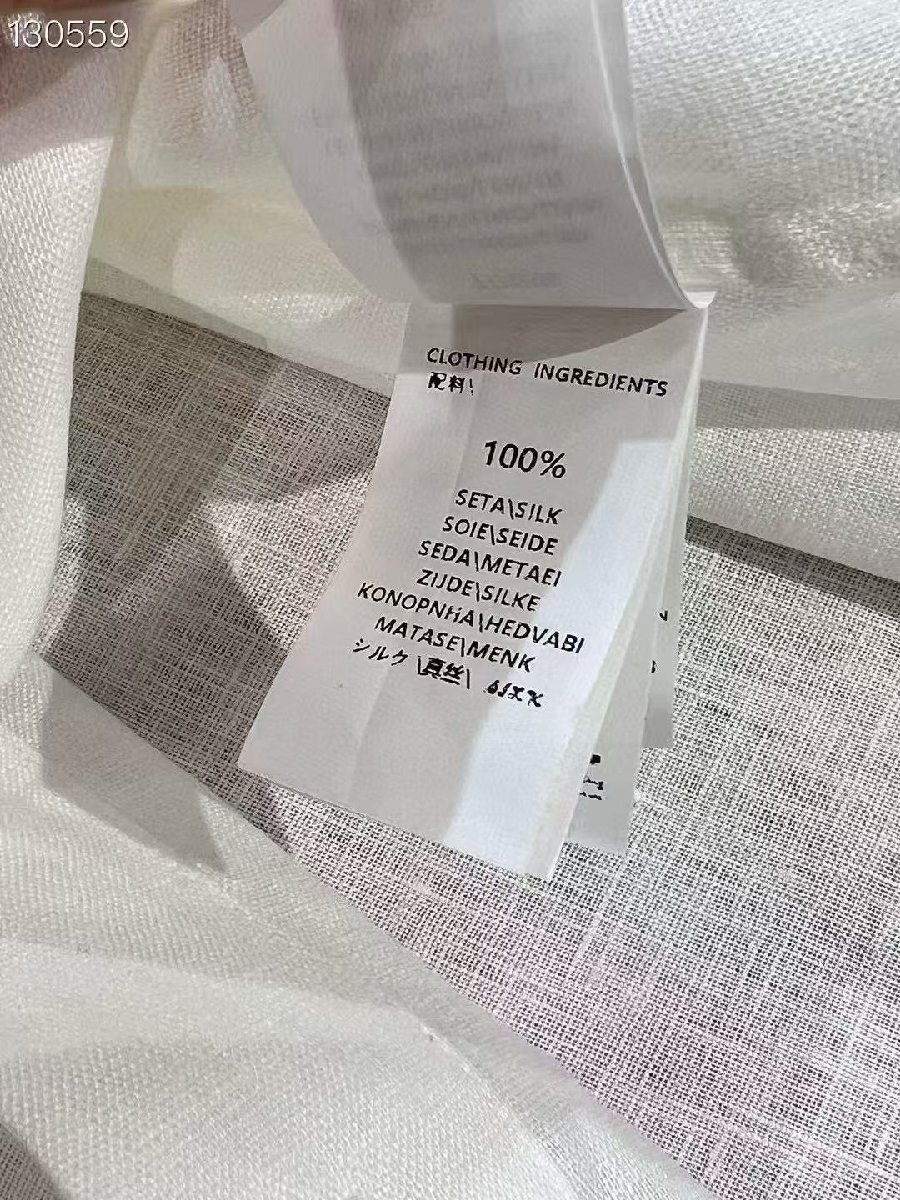 130559
CLOTHING INGREDIENTS
配料\
100%
SETA\SILK
SOIE\SEIDE
SEDA\METAEI
ZIJDE\SILKE
KONOPNHA\HEDVABI
MATASE\MENK
シルク \真丝\